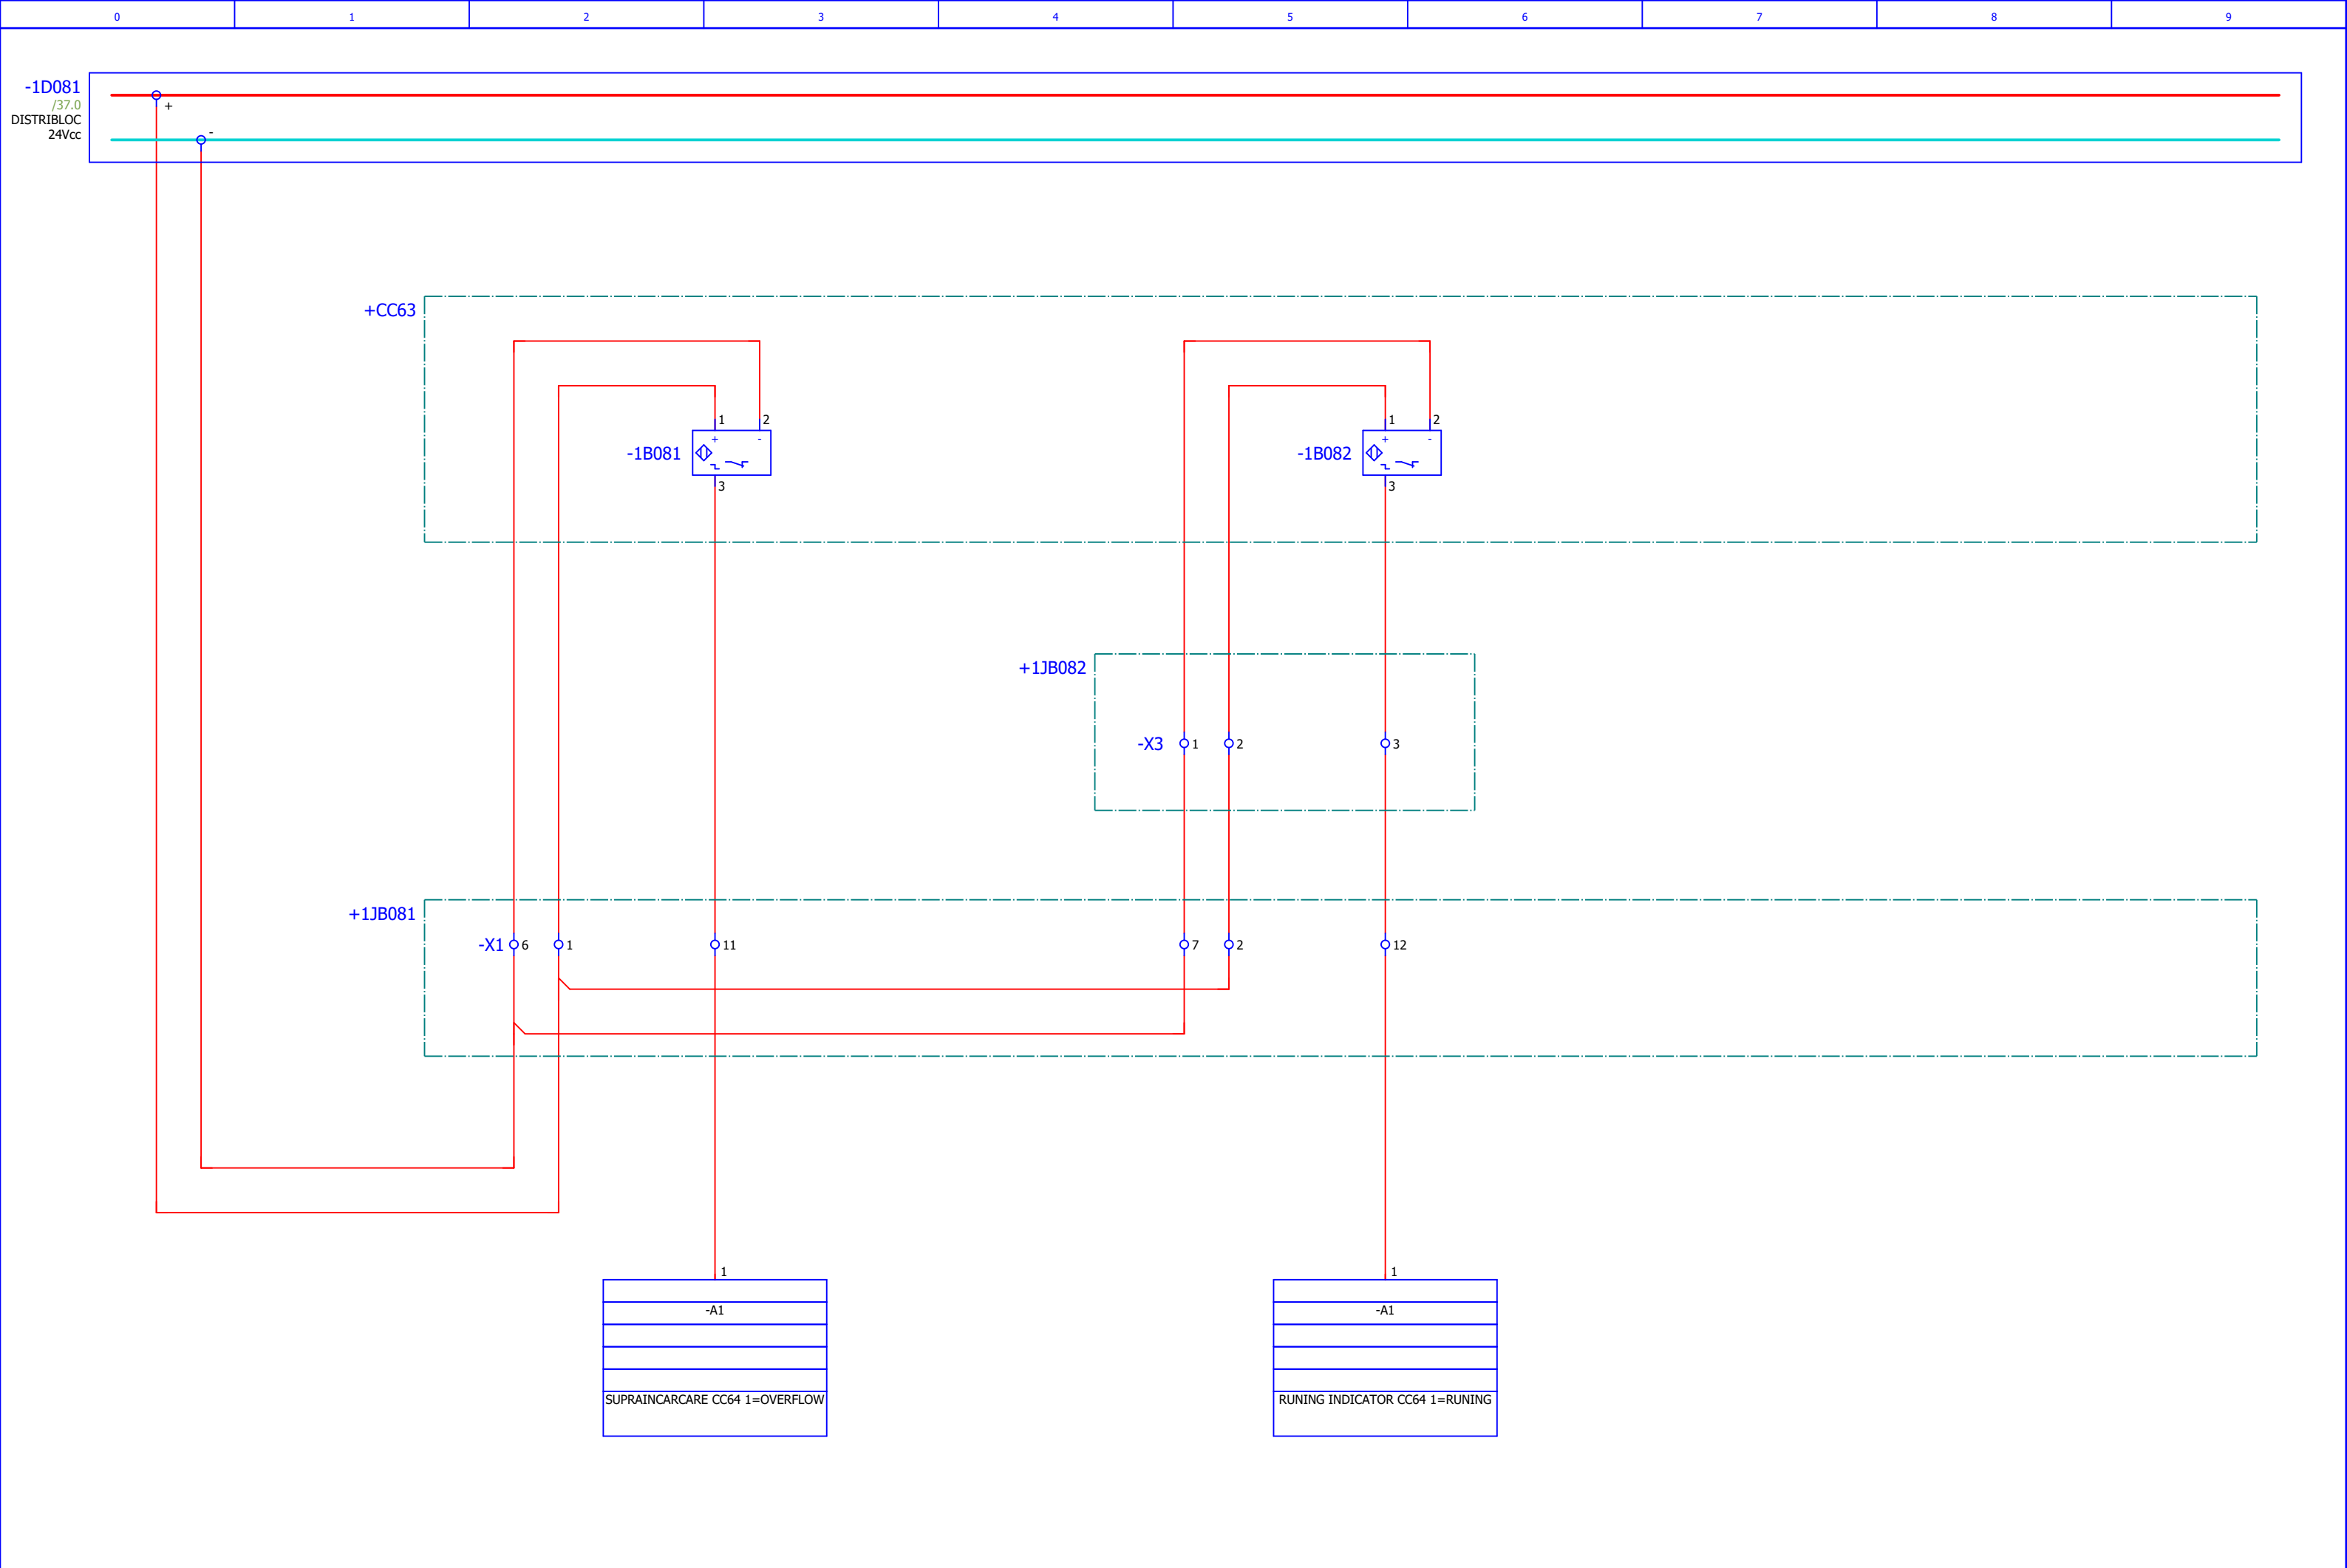 0 1 2 3 4 5 6 7 8 9
-1D081
/37.0
DISTRIBLOC
24Vcc
+
-
+CC63
1 2 1 2
+ - + -
-1B081 -1B082
3 3
+1JB082
-X3 1 2 3
+1JB081
-X1 6 1 11 7 2 12
1 1
-A1 -A1
SUPRAINCARCARE CC64 1=OVERFLOW RUNING INDICATOR CC64 1=RUNING